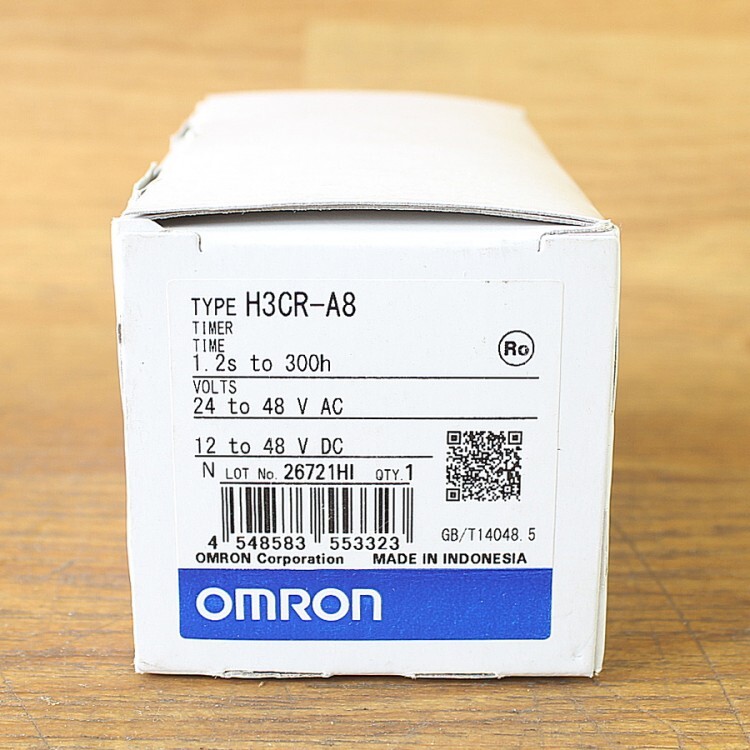 TYPE H3CR-A8
TIMER
TIME
1.2s to 300h
Ro
VOLTS
24 to 48 V AC
12 to 48 V DC
N LOT No. 26721HI QTY.1
4 548583 553323
GB/T14048.5
OMRON Corporation MADE IN INDONESIA
OMRON